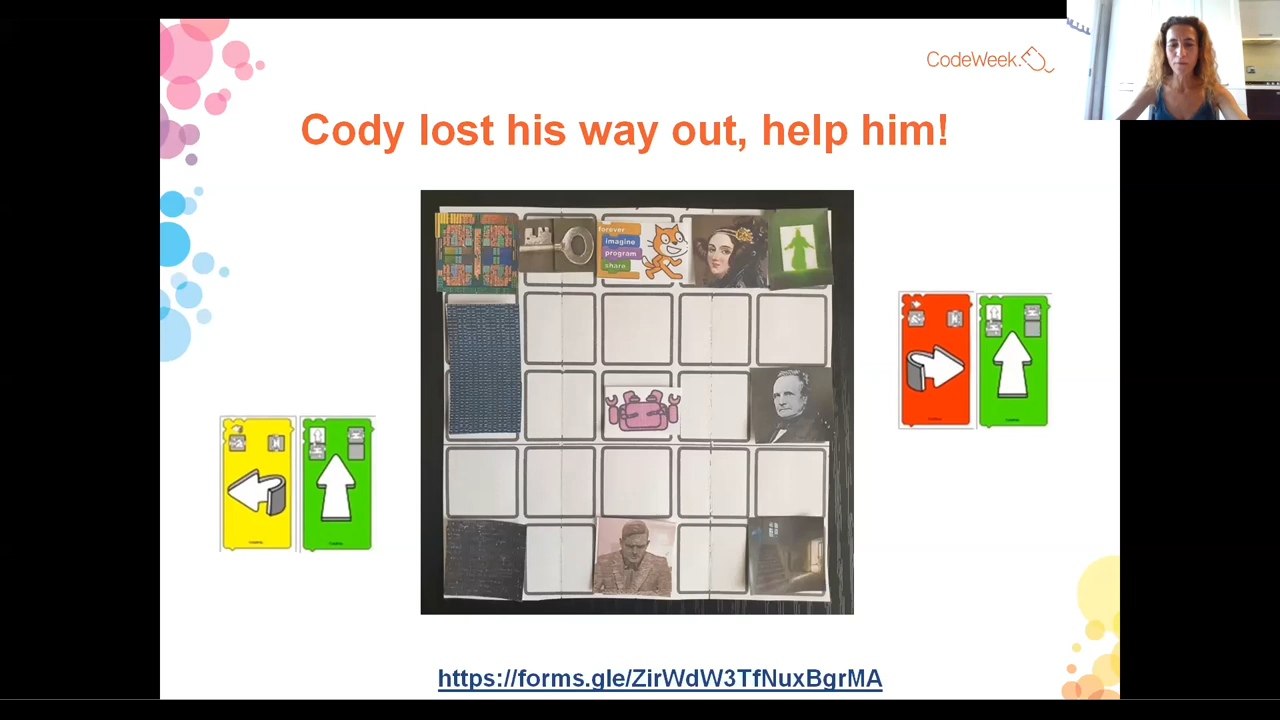 CodeWeek.
Cody lost his way out, help him!
forever
imagine
program
share
https://forms.gle/ZirWdW3TfNuxBgrMA